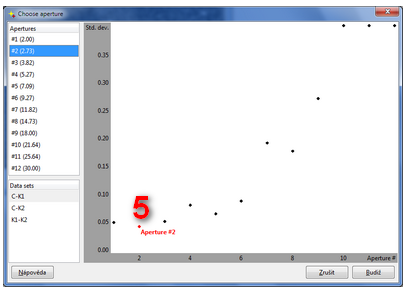 Choose aperture
Apertures
#1 (2.00)
#2 (2.73)
#3 (3.82)
#4 (5.27)
#5 (7.09)
#6 (9.27)
#7 (11.82)
#8 (14.73)
#9 (18.00)
#10 (21.64)
#11 (25.64)
#12 (30.00)
Data sets
C-K1
C-K2
K1-K2
Std. dev.
0.35
0.30
0.25
0.20
0.15
0.10
0.05
0.00
5
Aperture #2
2 4 6 8 10 Aperture #
Nápověda Zrušit Budiž